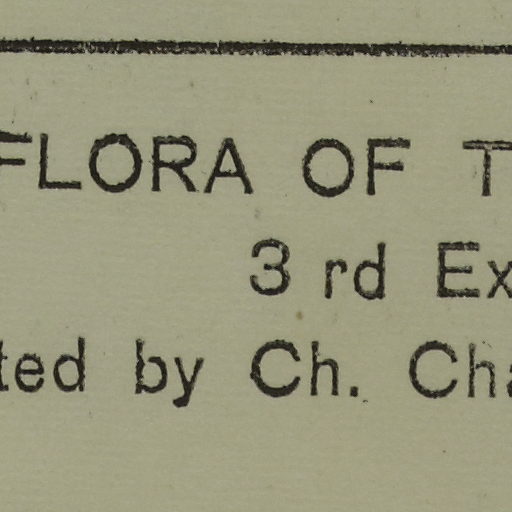 FLORA OF T
3 rd Ex
ted by Ch. Cha